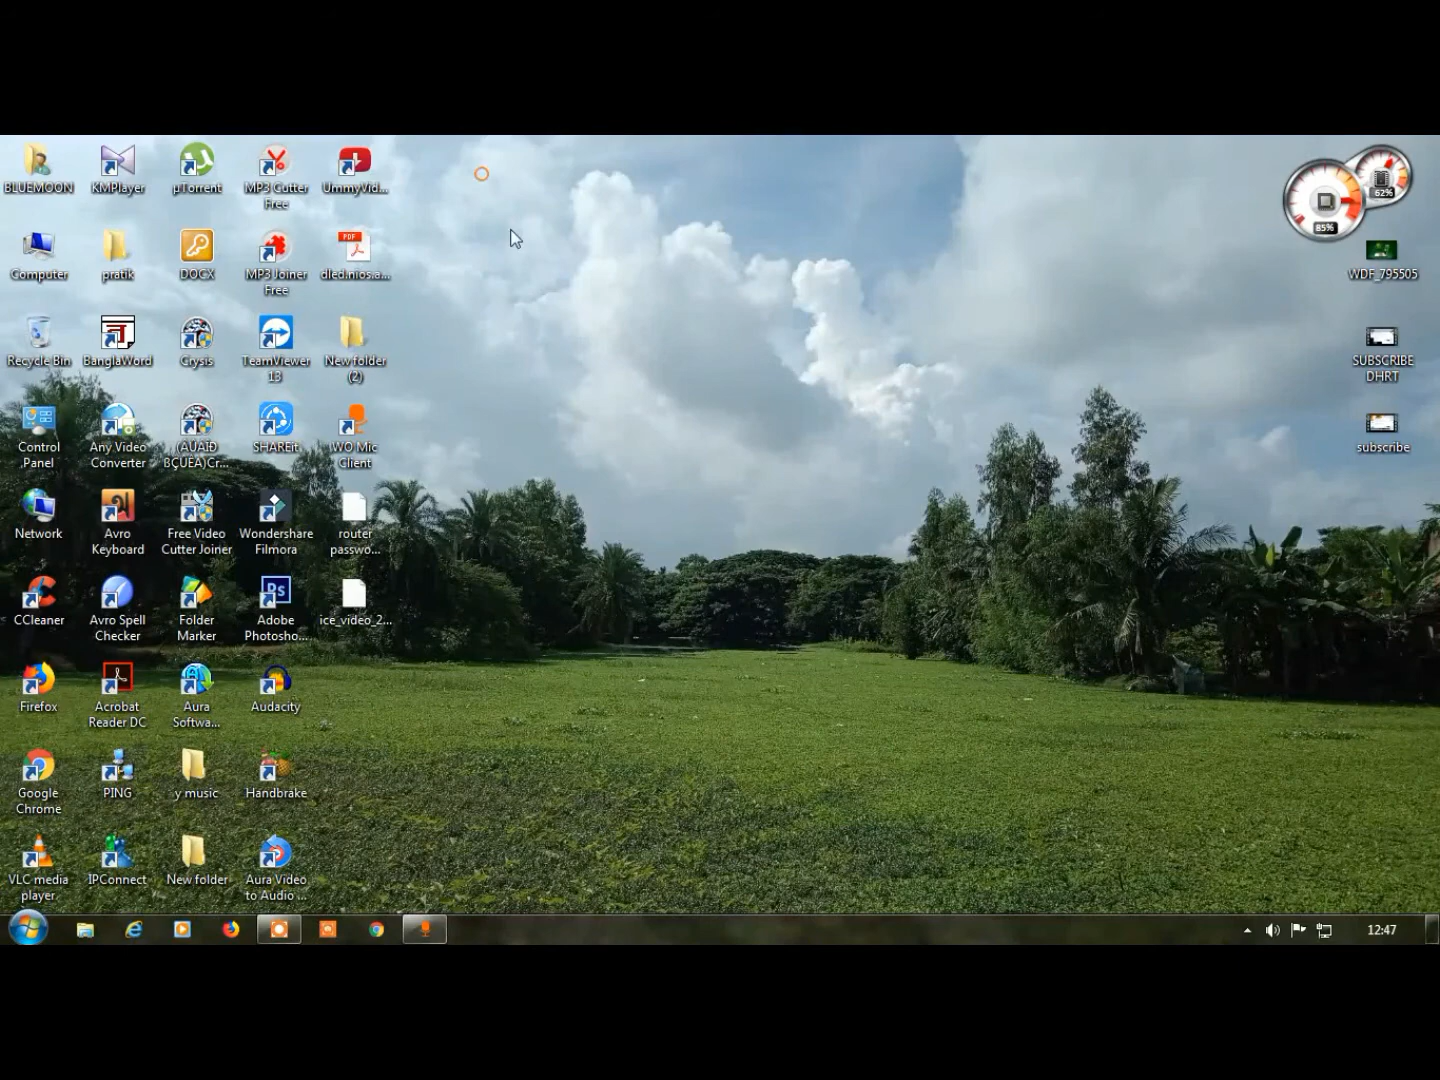 BLUEMOON
KMPlayer
µTorrent
MP3 Cutter
Free
UmmyVid...
Computer
pratik
DOCX
MP3 Joiner
Free
PDF
dled.nios.a...
Recycle Bin
BanglaWord
Crysis
TeamViewer
13
New folder
(2)
Control
Panel
Any Video
Converter
SHAREit
WO Mic
Client
Network
Avro
Keyboard
Free Video
Cutter Joiner
Wondershare
Filmora
router
passwo...
CCleaner
Avro Spell
Checker
Folder
Marker
Ps
Adobe
Photosho...
ice_video_2...
Firefox
Acrobat
Reader DC
Aura
Softwa...
Audacity
Google
Chrome
PING
y music
Handbrake
VLC media
player
IPConnect
New folder
Aura Video
to Audio ...
62%
85%
WDF_795505
SUBSCRIBE
DHRT
subscribe
12:47